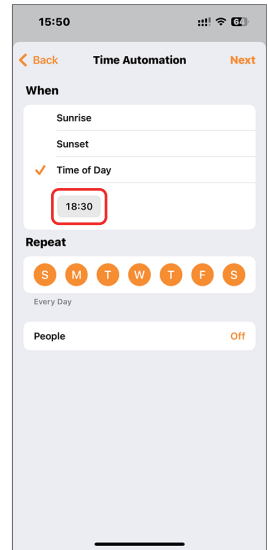 15:50 64
Back Time Automation Next
When
Sunrise
Sunset
Time of Day
18:30
Repeat
S M T W T F S
Every Day
People Off